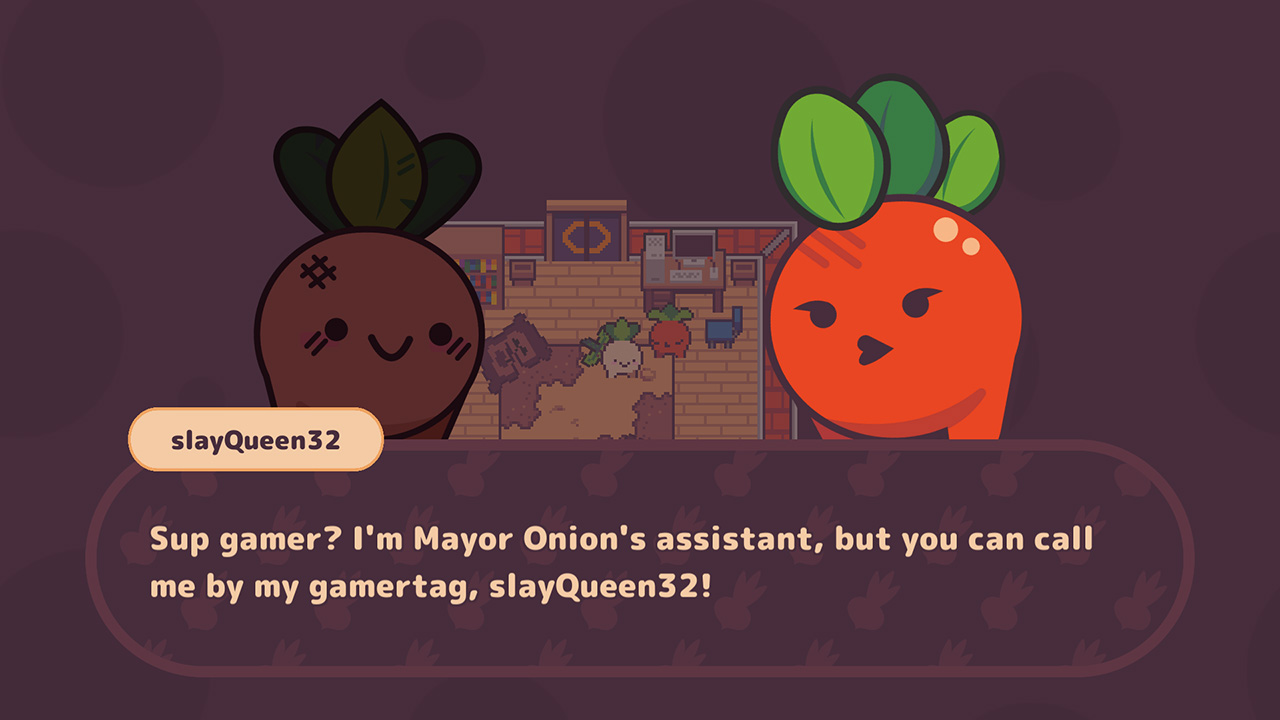 slayQueen32
Sup gamer? I'm Mayor Onion's assistant, but you can call
me by my gamertag, slayQueen32!